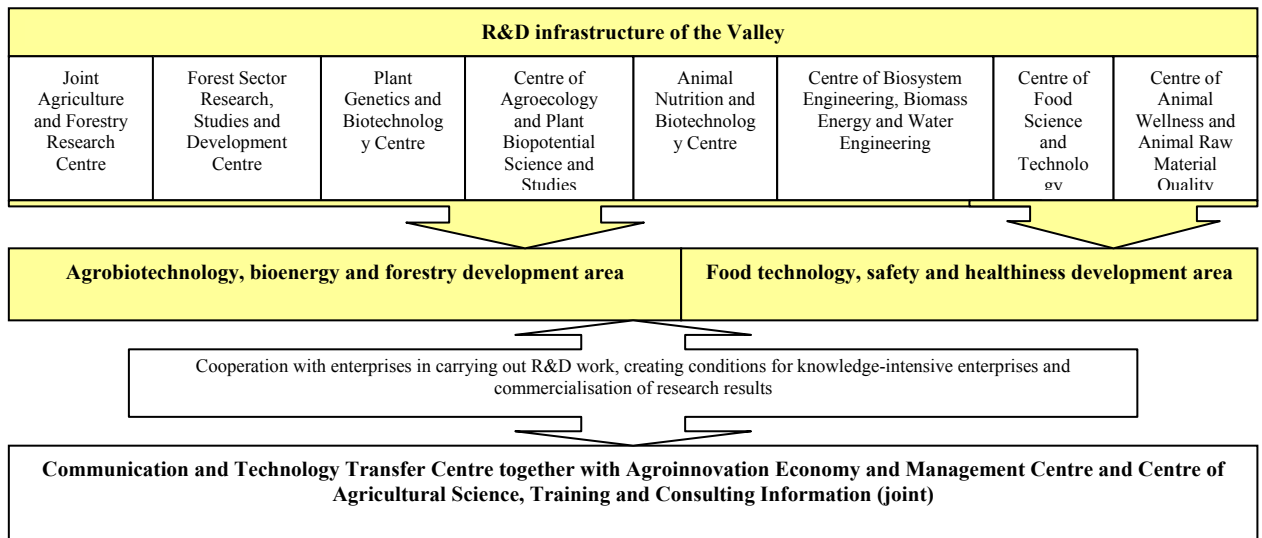 R&D infrastructure of the Valley
Joint
Agriculture
and Forestry
Research
Centre
Forest Sector
Research,
Studies and
Development
Centre
Plant
Genetics and
Biotechnolog
y Centre
Centre of
Agroecology
and Plant
Biopotential
Science and
Studies
Animal
Nutrition and
Biotechnolog
y Centre
Centre of Biosystem
Engineering, Biomass
Energy and Water
Engineering
Centre of
Food
Science
and
Technolo
gy
Centre of
Animal
Wellness and
Animal Raw
Material
Quality
Agrobiotechnology, bioenergy and forestry development area
Food technology, safety and healthiness development area
Cooperation with enterprises in carrying out R&D work, creating conditions for knowledge-intensive enterprises and
commercialisation of research results
Communication and Technology Transfer Centre together with Agroinnovation Economy and Management Centre and Centre of
Agricultural Science, Training and Consulting Information (joint)